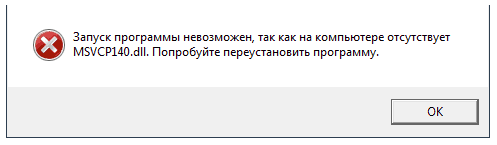 Запуск программы невозможен, так как на компьютере отсутствует
MSVCP140.dll. Попробуйте переустановить программу.
OK